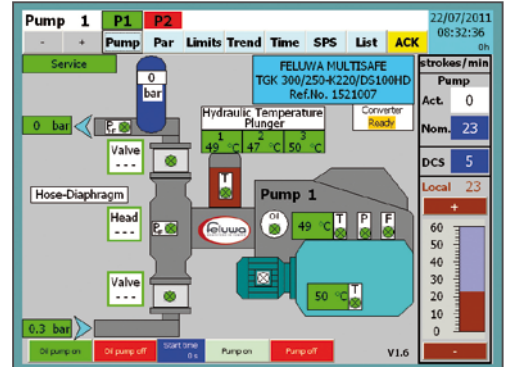 Pump 1 P1 P2 22/07/2011
08:32:36
0h
- + Pump Par Limits Trend Time SPS List ACK
Service
FELUWA MULTISAFE
TGK 300/250-K220/DS100HD
Ref.No. 1521007
strokes/min
Pump
Act. 0
Nom. 23
DCS 5
Local 23
+
60
50
40
30
20
10
0
-
0
bar
Hydraulic Temperature
Plunger
1 2 3
49 °C 47 °C 50 °C
Converter
Ready
0 bar
Pr
Valve
---
T
Hose-Diaphragm
Head
---
Pr
Feluwa
Pump 1
Oil
49 °C T P F
Valve
---
50 °C T
0.3 bar
Oil pump on Oil pump off Start time
0 s
Pump on Pump off V1.6